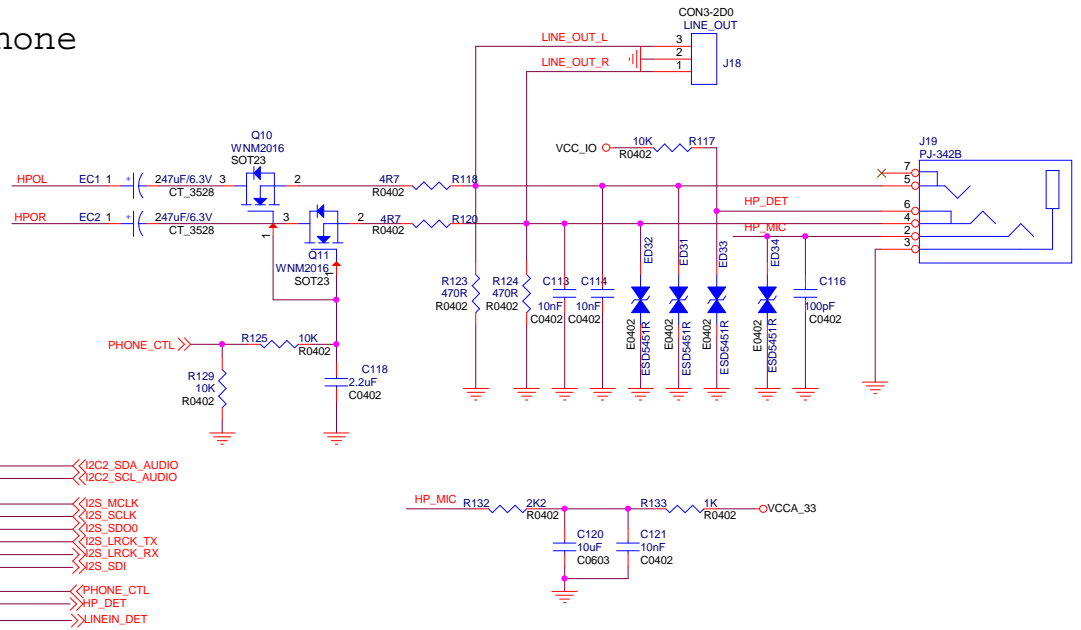 hone
CON3-2D0
LINE_OUT
LINE_OUT_L
3
2
LINE_OUT_R
1
J18
Q10
WNM2016
SOT23
VCC_IO
10K
R0402
R117
J19
PJ-342B
7
5
HPOL
EC1
1
+
247uF/6.3V
CT_3528
3
2
4R7
R0402
R118
HP_DET
6
HPOR
EC2
1
+
247uF/6.3V
CT_3528
3
2
4R7
R0402
R120
4
HP_MIC
2
3
1
Q11
WNM2016
SOT23
1
ED32
ED31
ED33
ED34
R123
470R
R0402
R124
470R
R0402
C113
10nF
C0402
C114
10nF
C0402
E0402
ESD5451R
E0402
ESD5451R
E0402
ESD5451R
E0402
ESD5451R
C116
100pF
C0402
PHONE_CTL
R125
10K
R0402
R129
10K
R0402
C118
2.2uF
C0402
I2C2_SDA_AUDIO
I2C2_SCL_AUDIO
I2S_MCLK
I2S_SCLK
I2S_SDO0
I2S_LRCK_TX
I2S_LRCK_RX
I2S_SDI
PHONE_CTL
HP_DET
LINEIN_DET
HP_MIC
R132
2K2
R0402
R133
1K
R0402
VCCA_33
C120
10uF
C0603
C121
10nF
C0402